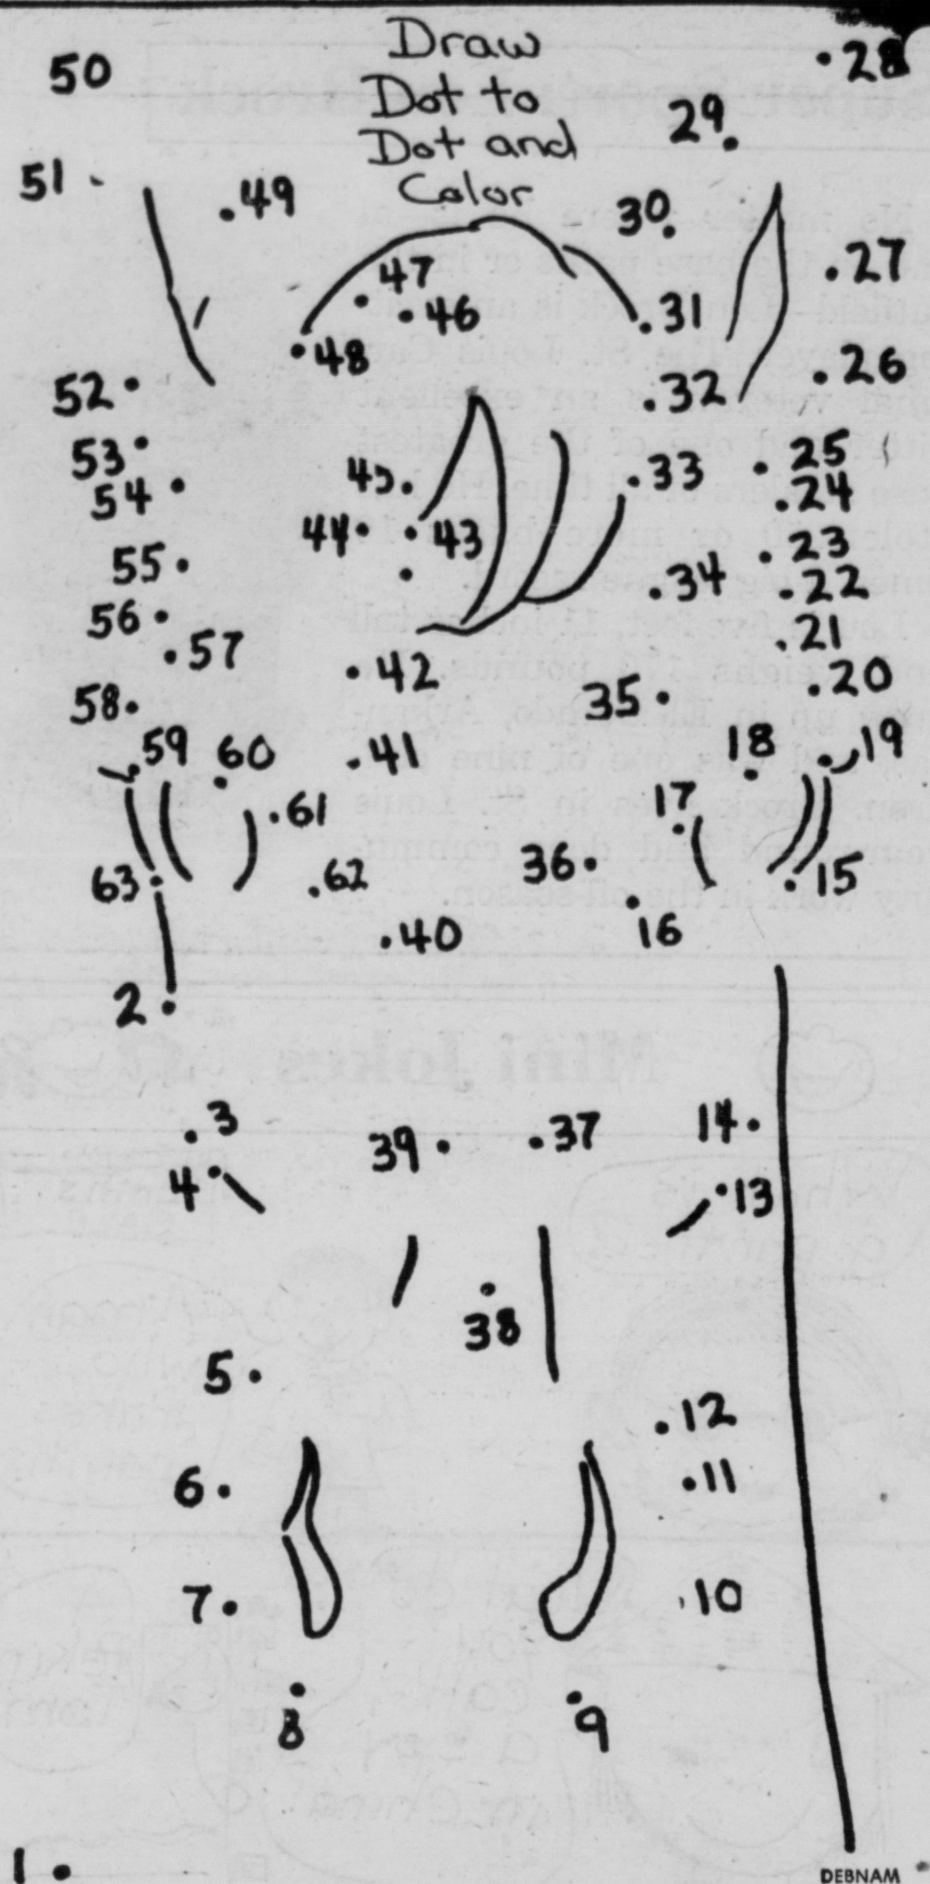 Draw
50 Dot to .28
Dot and 29.
51 Color
.49 30.
47 .27
.46 .31
.48
52 .32 .26
53 .33 .25
54 45. .24
44 .43 .23
55 .34 .22
56 .21
.57 .42
58. 35. .20
.59 60 .41 18 19
.61 17
63 .62 36. .15
.40 16
2.
.3 39. .37 14.
4. .13
38
5.
.12
6. .11
7. .10
8 9
1. DEBNAM